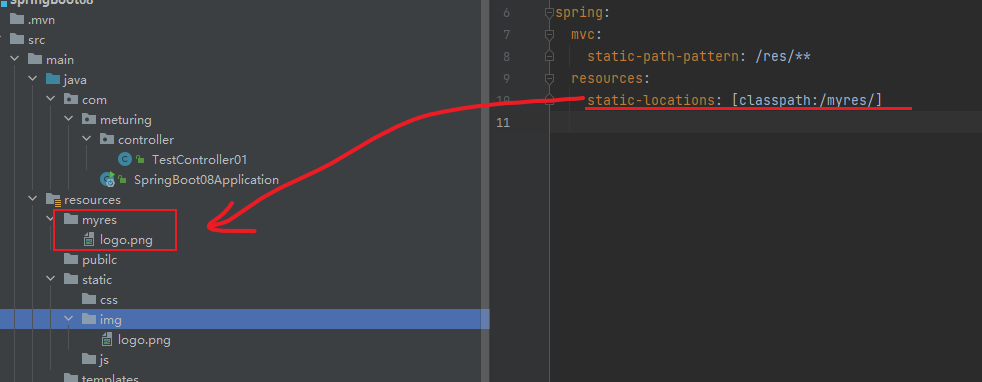 SpringBoot08
.mvn
src
main
java
com
meturing
controller
TestController01
SpringBoot08Application
resources
myres
logo.png
pubilc
static
css
img
logo.png
js
templates
6 spring:
7 mvc:
8 static-path-pattern: /res/**
9 resources:
10 static-locations: [classpath:/myres/]
11